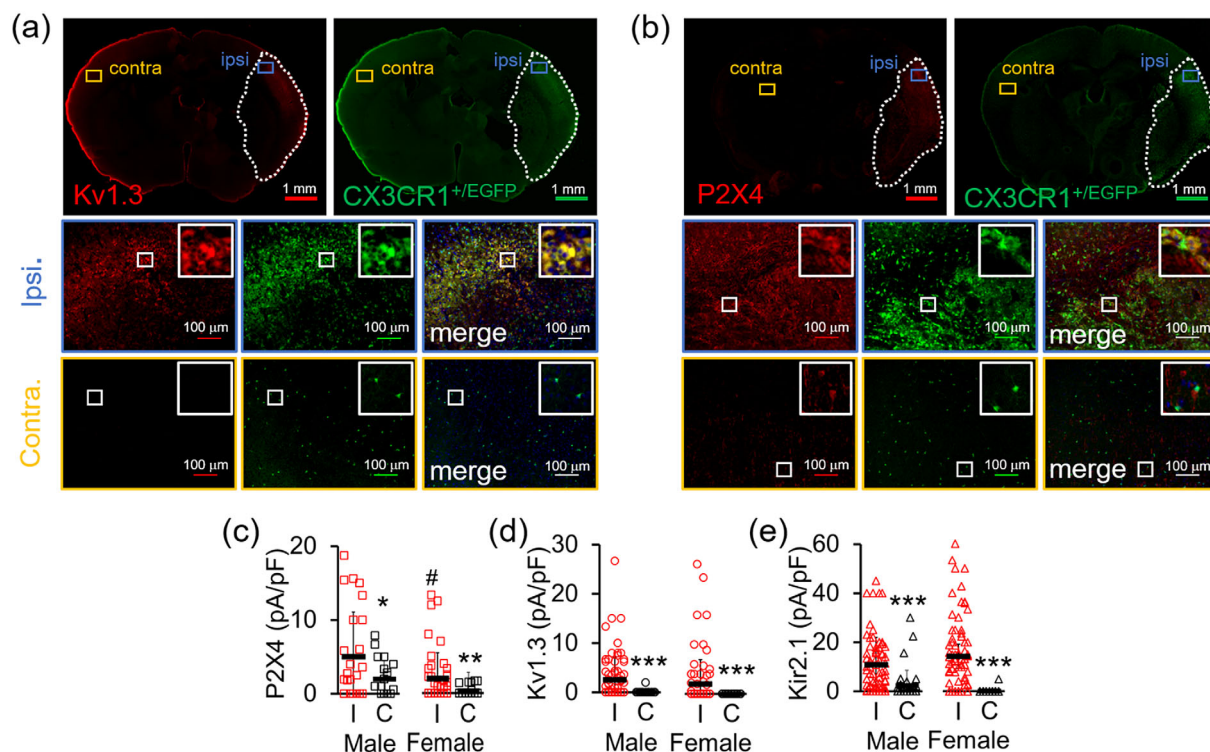 (a)
contra
ipsi
Kv1.3
1 mm
contra
ipsi
CX3CR1+/EGFP
1 mm
(b)
contra
ipsi
P2X4
1 mm
contra
ipsi
CX3CR1+/EGFP
1 mm
Ipsi.
100 μm
100 μm
merge
100 μm
100 μm
100 μm
merge
100 μm
Contra.
100 μm
100 μm
merge
100 μm
100 μm
100 μm
merge
100 μm
(c)
P2X4 (pA/pF)
20
10
0
*
#
**
I C I C
Male Female
(d)
Kv1.3 (pA/pF)
30
20
10
0
***
***
I C I C
Male Female
(e)
Kir2.1 (pA/pF)
60
40
20
0
***
***
I C I C
Male Female